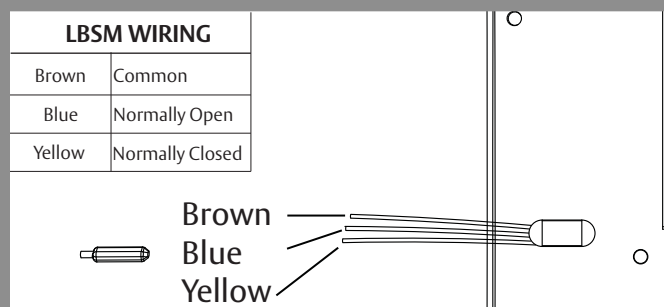 LBSM WIRING
Brown Common
Blue Normally Open
Yellow Normally Closed
Brown
Blue
Yellow